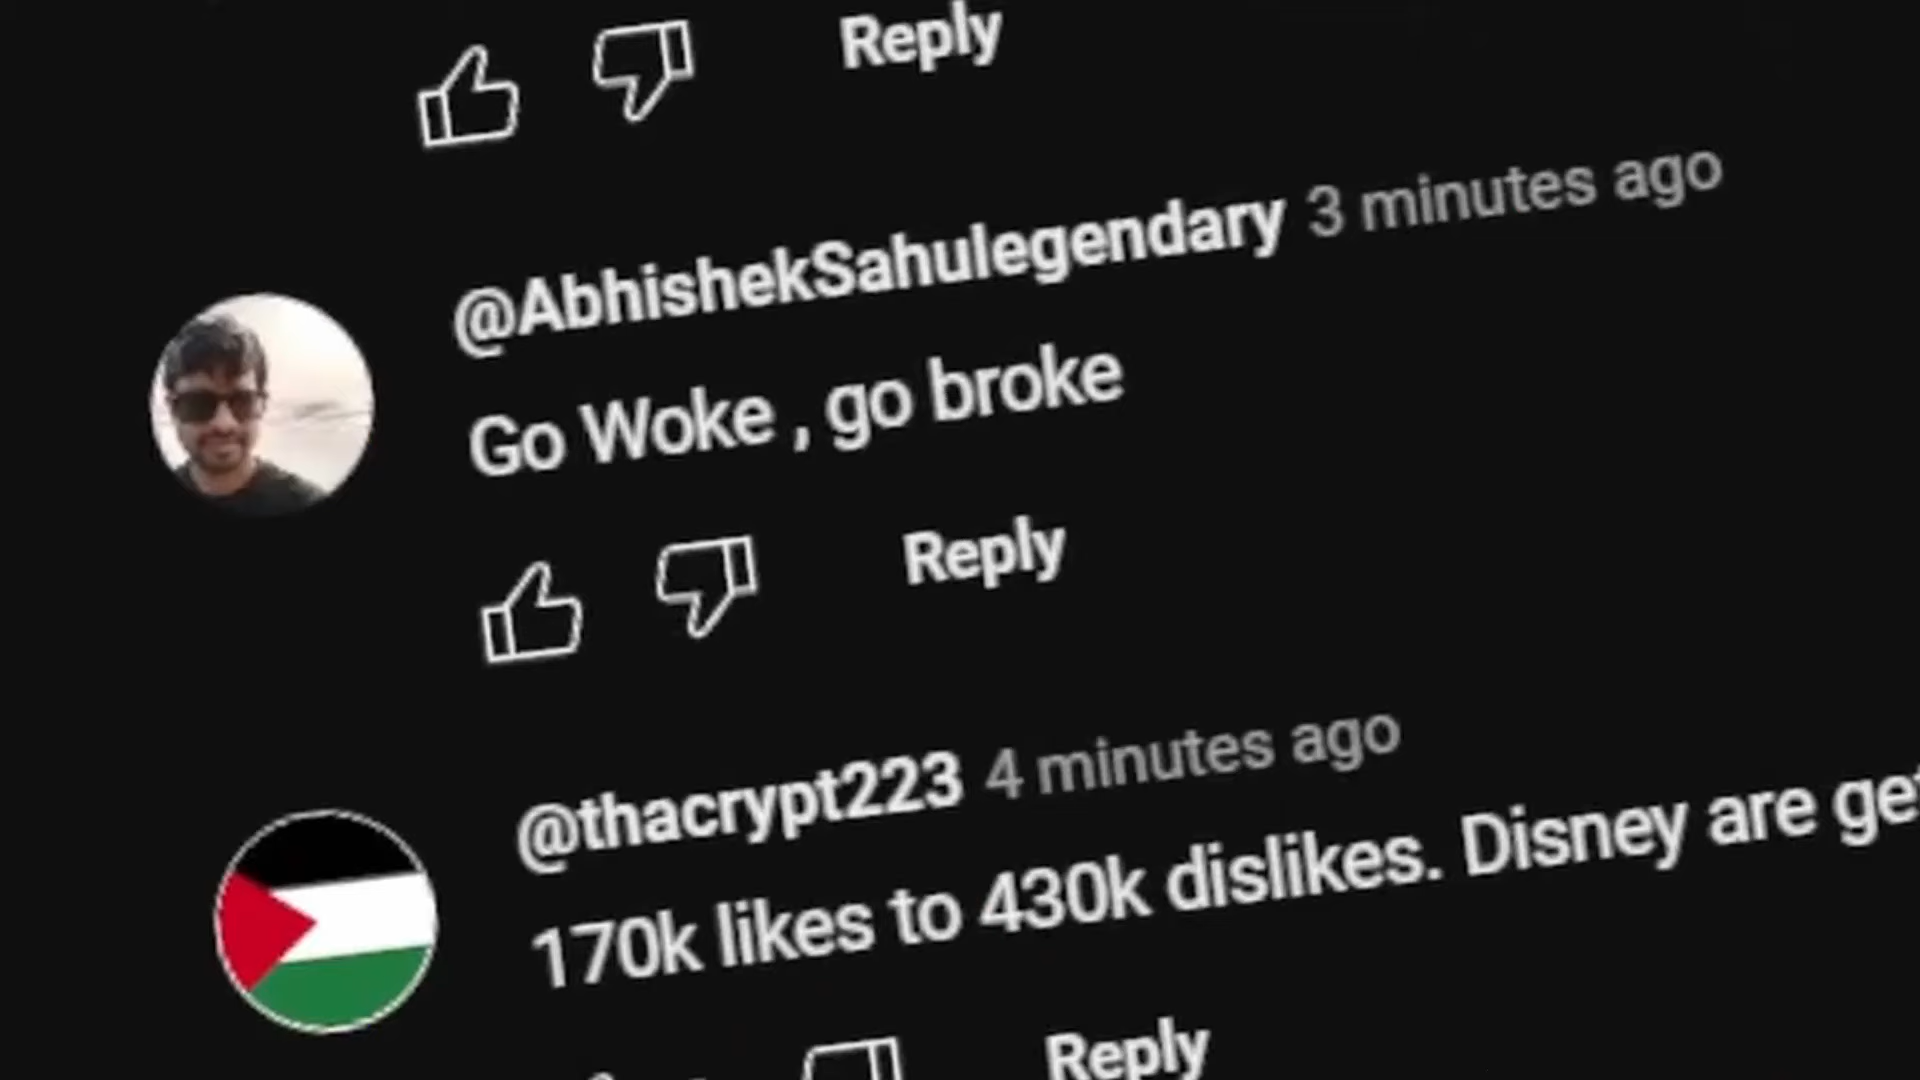 Reply
@AbhishekSahulegendary 3 minutes ago
Go Woke , go broke
Reply
@thacrypt223 4 minutes ago
170k likes to 430k dislikes. Disney are
Reply